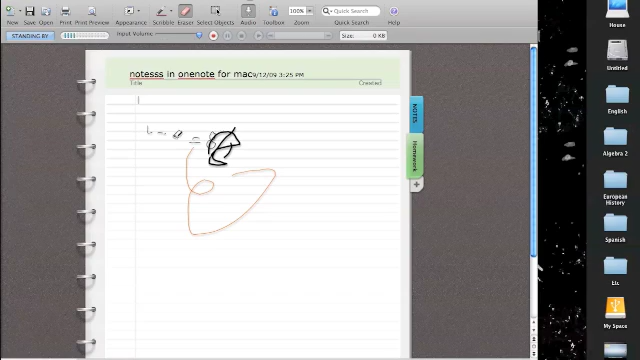 New Save Open Print Print Preview Appearance Scribble Eraser Select Objects Audio Toolbox 100% Zoom Quick Search Quick Search Help
STANDING BY Input Volume: Size: 0 KB
notesss in onenote for mac 9/12/09 3:25 PM
Title Created
NOTES
Homework
House
Untitled
Algebra 2
European History
Spanish
Etc
My Space